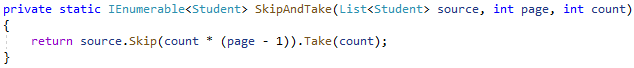 private static IEnumerable<Student> SkipAndTake(List<Student> source, int page, int count)
{
    return source.Skip(count * (page - 1)).Take(count);
}